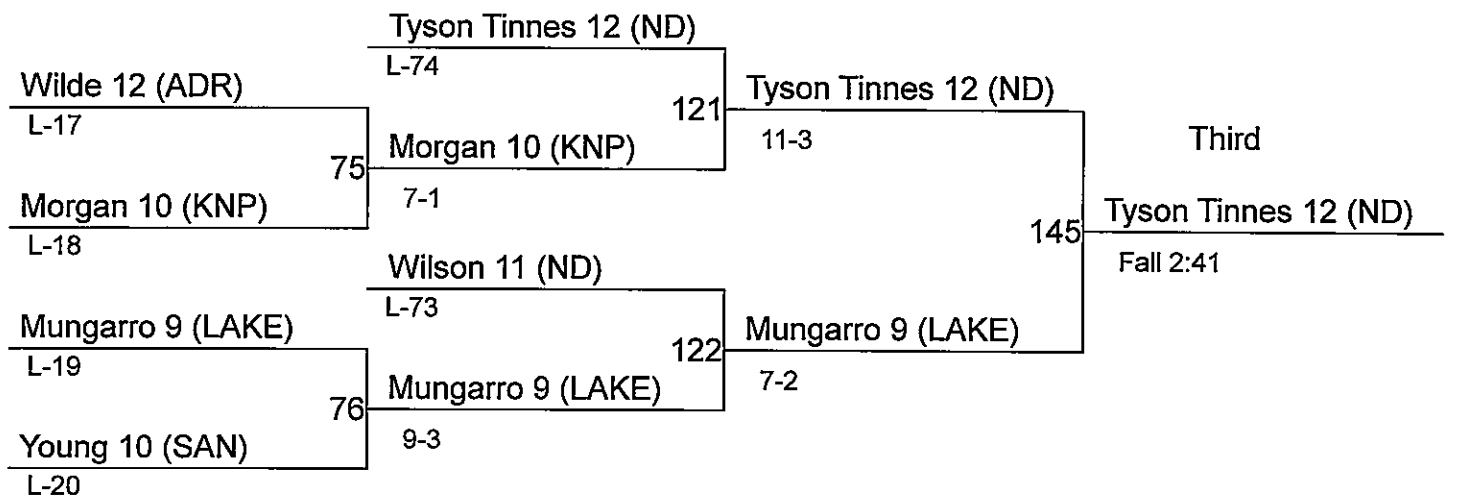 Tyson Tinnes 12 (ND)
L-74
Wilde 12 (ADR)
L-17
121
Tyson Tinnes 12 (ND)
11-3
75
Morgan 10 (KNP)
7-1
Morgan 10 (KNP)
L-18
Third
145
Tyson Tinnes 12 (ND)
Fall 2:41
Wilson 11 (ND)
L-73
Mungarro 9 (LAKE)
L-19
122
Mungarro 9 (LAKE)
7-2
76
Mungarro 9 (LAKE)
9-3
Young 10 (SAN)
L-20